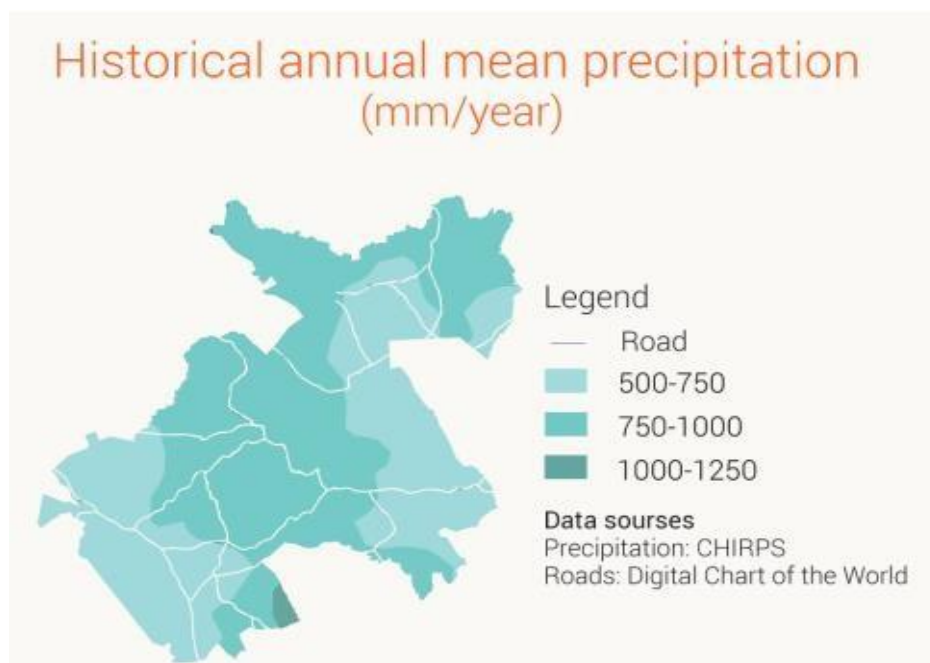 Historical annual mean precipitation
(mm/year)
Legend
Road
500-750
750-1000
1000-1250
Data sourses
Precipitation: CHIRPS
Roads: Digital Chart of the World